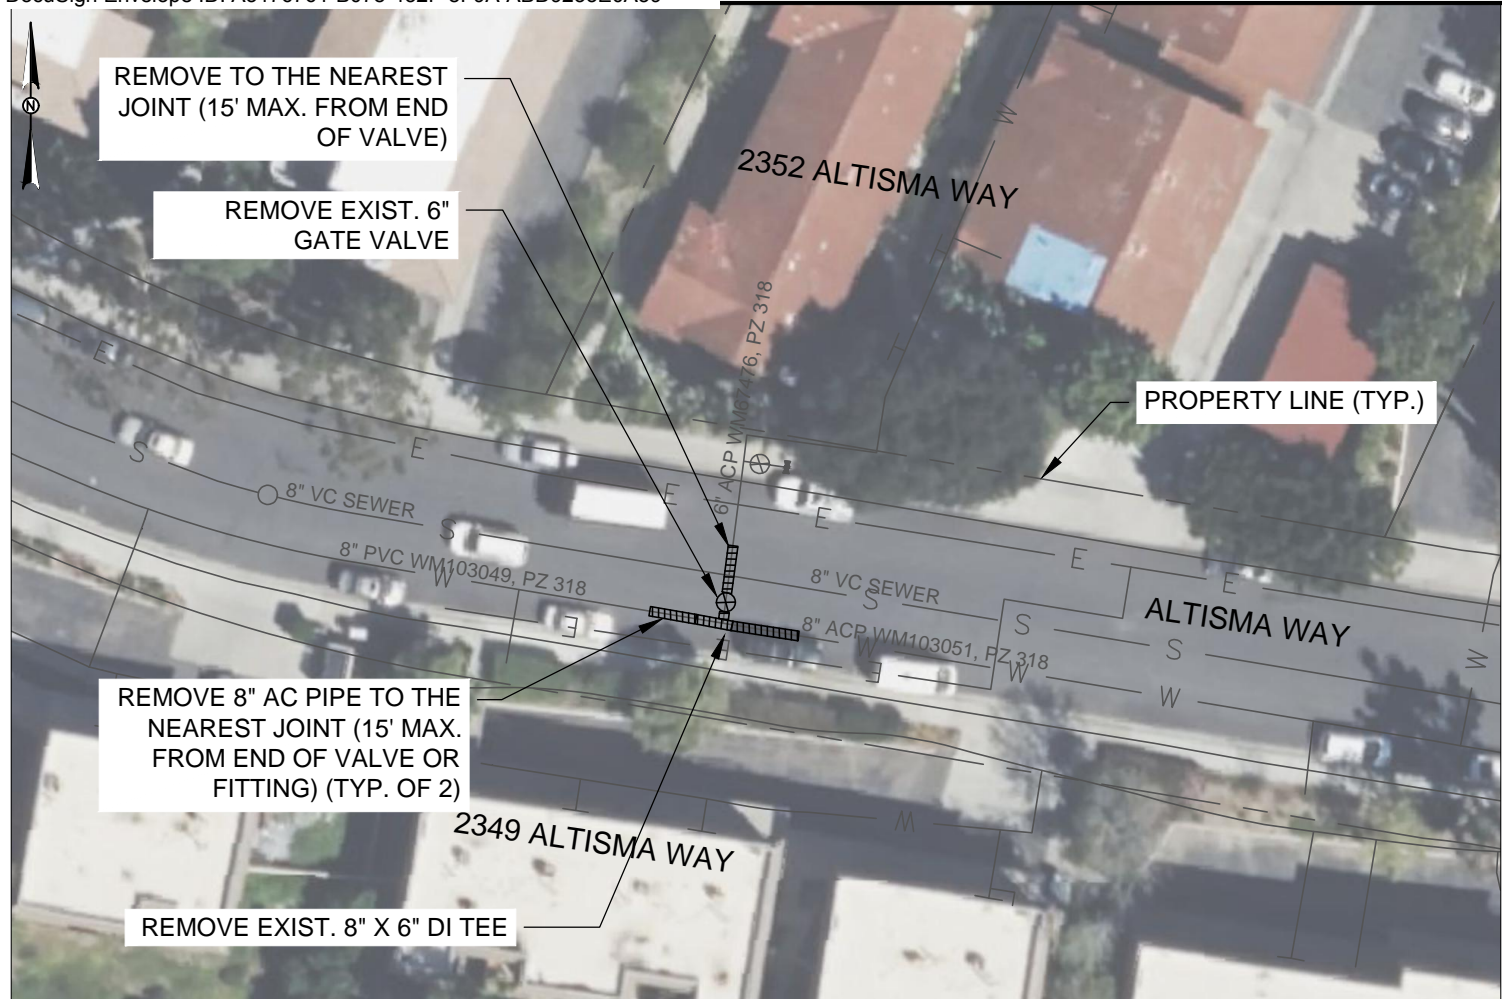 N
REMOVE TO THE NEAREST
JOINT (15' MAX. FROM END
OF VALVE)
2352 ALTISMA WAY
REMOVE EXIST. 6"
GATE VALVE
W
6" ACP WM67476, PZ 318
PROPERTY LINE (TYP.)
E
E
E
E
E
E
S
8" VC SEWER
S
8" PVC WM103049, PZ 318
W
8" VC SEWER
S
S
S
8" ACP WM103051, PZ 318
W
W
W
W
E
E
E
ALTISMA WAY
REMOVE 8" AC PIPE TO THE
NEAREST JOINT (15' MAX.
FROM END OF VALVE OR
FITTING) (TYP. OF 2)
2349 ALTISMA WAY
W
REMOVE EXIST. 8" X 6" DI TEE